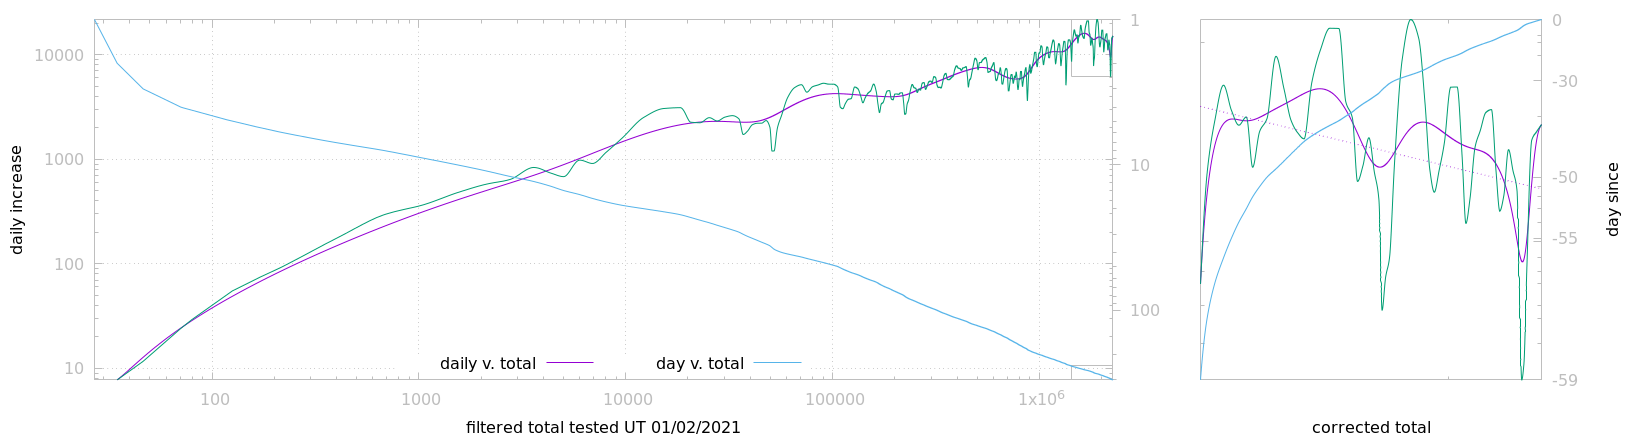 10000
1000
100
10
daily increase
100
1000
10000
100000
1x10⁶
daily v. total
day v. total
filtered total tested UT 01/02/2021
1
10
100
0
-30
-50
-55
-59
day since
corrected total